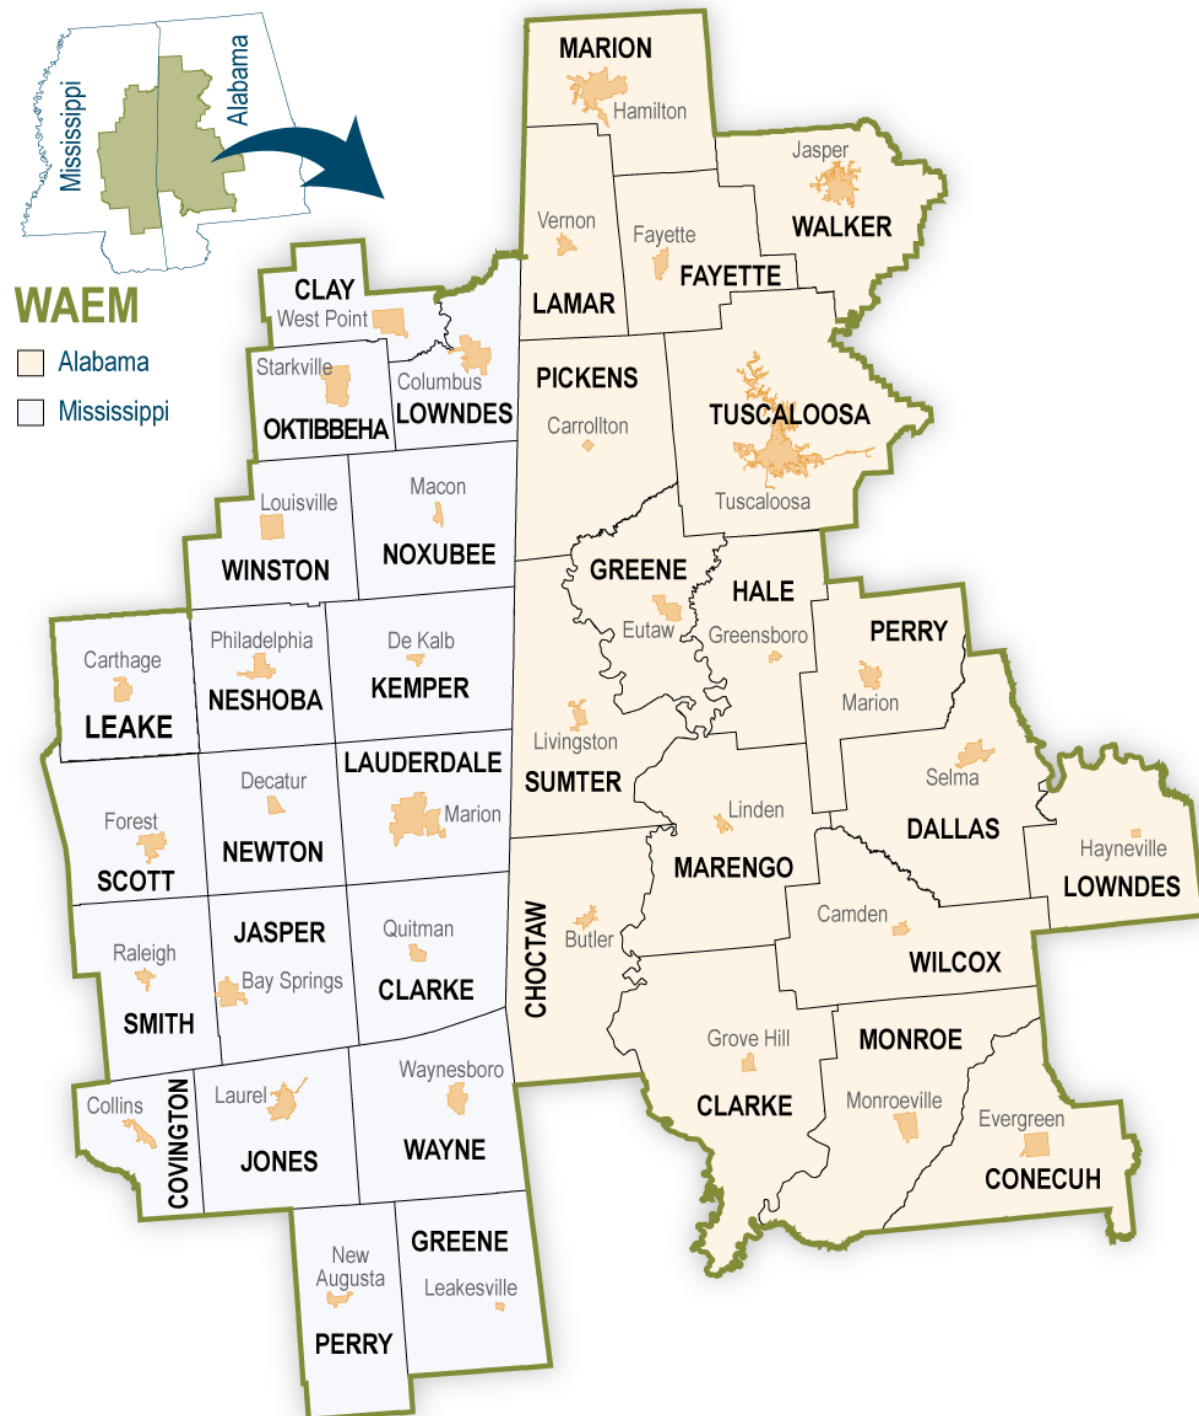 Mississippi
Alabama
WAEM
Alabama
Mississippi
MARION
Hamilton
Jasper
WALKER
Vernon
LAMAR
Fayette
FAYETTE
CLAY
West Point
Starkville
OKTIBBEHA
Columbus
LOWNDES
PICKENS
Carrollton
TUSCALOOSA
Tuscaloosa
Louisville
WINSTON
Macon
NOXUBEE
GREENE
Eutaw
HALE
Greensboro
PERRY
Marion
Carthage
LEAKE
Philadelphia
NESHOBA
De Kalb
KEMPER
Livingston
SUMTER
LAUDERDALE
Marion
Decatur
NEWTON
Forest
SCOTT
Linden
MARENGO
Selma
DALLAS
Hayneville
LOWNDES
Raleigh
SMITH
JASPER
Bay Springs
Quitman
CLARKE
CHOCTAW
Butler
Camden
WILCOX
Grove Hill
CLARKE
MONROE
Monroeville
Evergreen
CONECUH
Collins
COVINGTON
Laurel
JONES
Waynesboro
WAYNE
New
Augusta
PERRY
GREENE
Leakesville